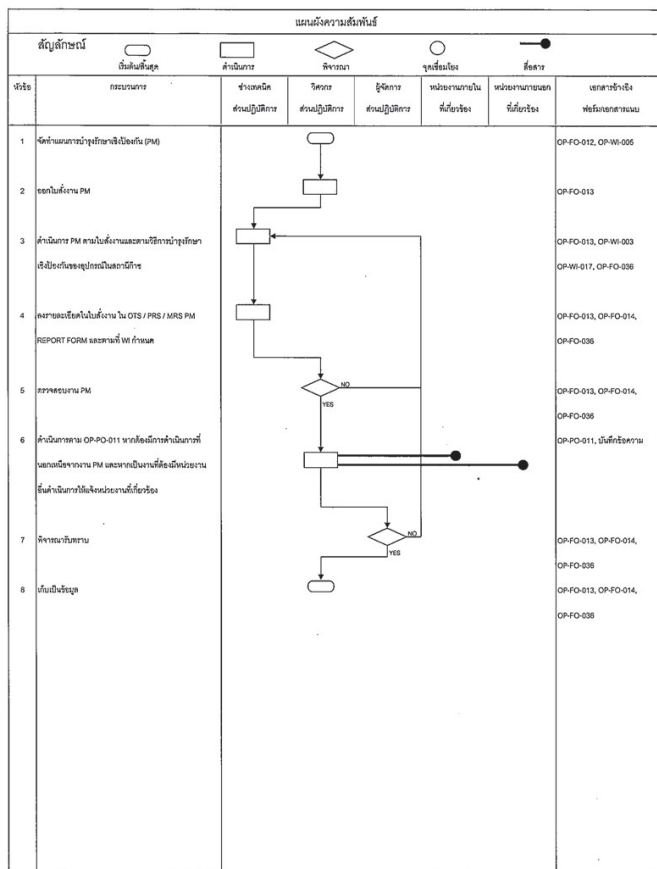 แผนผังความสัมพันธ์
สัญลักษณ์
เริ่มต้น/สิ้นสุด ดำเนินการ พิจารณา จุดเชื่อมโยง สื่อสาร
หัวข้อ กระบวนการ ช่างเทคนิค วิศวกร ผู้จัดการ หน่วยงานภายใน หน่วยงานภายนอก เอกสารอ้างอิง
ส่วนปฏิบัติการ ส่วนปฏิบัติการ ส่วนปฏิบัติการ ที่เกี่ยวข้อง ที่เกี่ยวข้อง ฟอร์ม/เอกสารแนบ
1 จัดทำแผนการบำรุงรักษาเชิงป้องกัน (PM) OP-FO-012, OP-WI-005
2 ออกใบสั่งงาน PM OP-FO-013
3 ดำเนินการ PM ตามใบสั่งงานและตามวิธีการบำรุงรักษา OP-FO-013, OP-WI-003
เชิงป้องกันของอุปกรณ์ในสถานีก๊าซ OP-WI-017, OP-FO-036
4 ลงรายละเอียดในใบสั่งงาน ใน OTS / PRS / MRS PM OP-FO-013, OP-FO-014,
REPORT FORM และตามที่ WI กำหนด OP-FO-036
5 ตรวจสอบงาน PM NO OP-FO-013, OP-FO-014,
YES OP-FO-036
6 ดำเนินการตาม OP-PO-011 หากต้องมีการดำเนินการที่ OP-PO-011, บันทึกข้อความ
นอกเหนือจากงาน PM และหากเป็นงานที่ต้องมีหน่วยงาน
อื่นดำเนินการให้แจ้งหน่วยงานที่เกี่ยวข้อง
7 พิจารณารับทราบ NO OP-FO-013, OP-FO-014,
YES OP-FO-036
8 เก็บเป็นข้อมูล OP-FO-013, OP-FO-014,
OP-FO-036